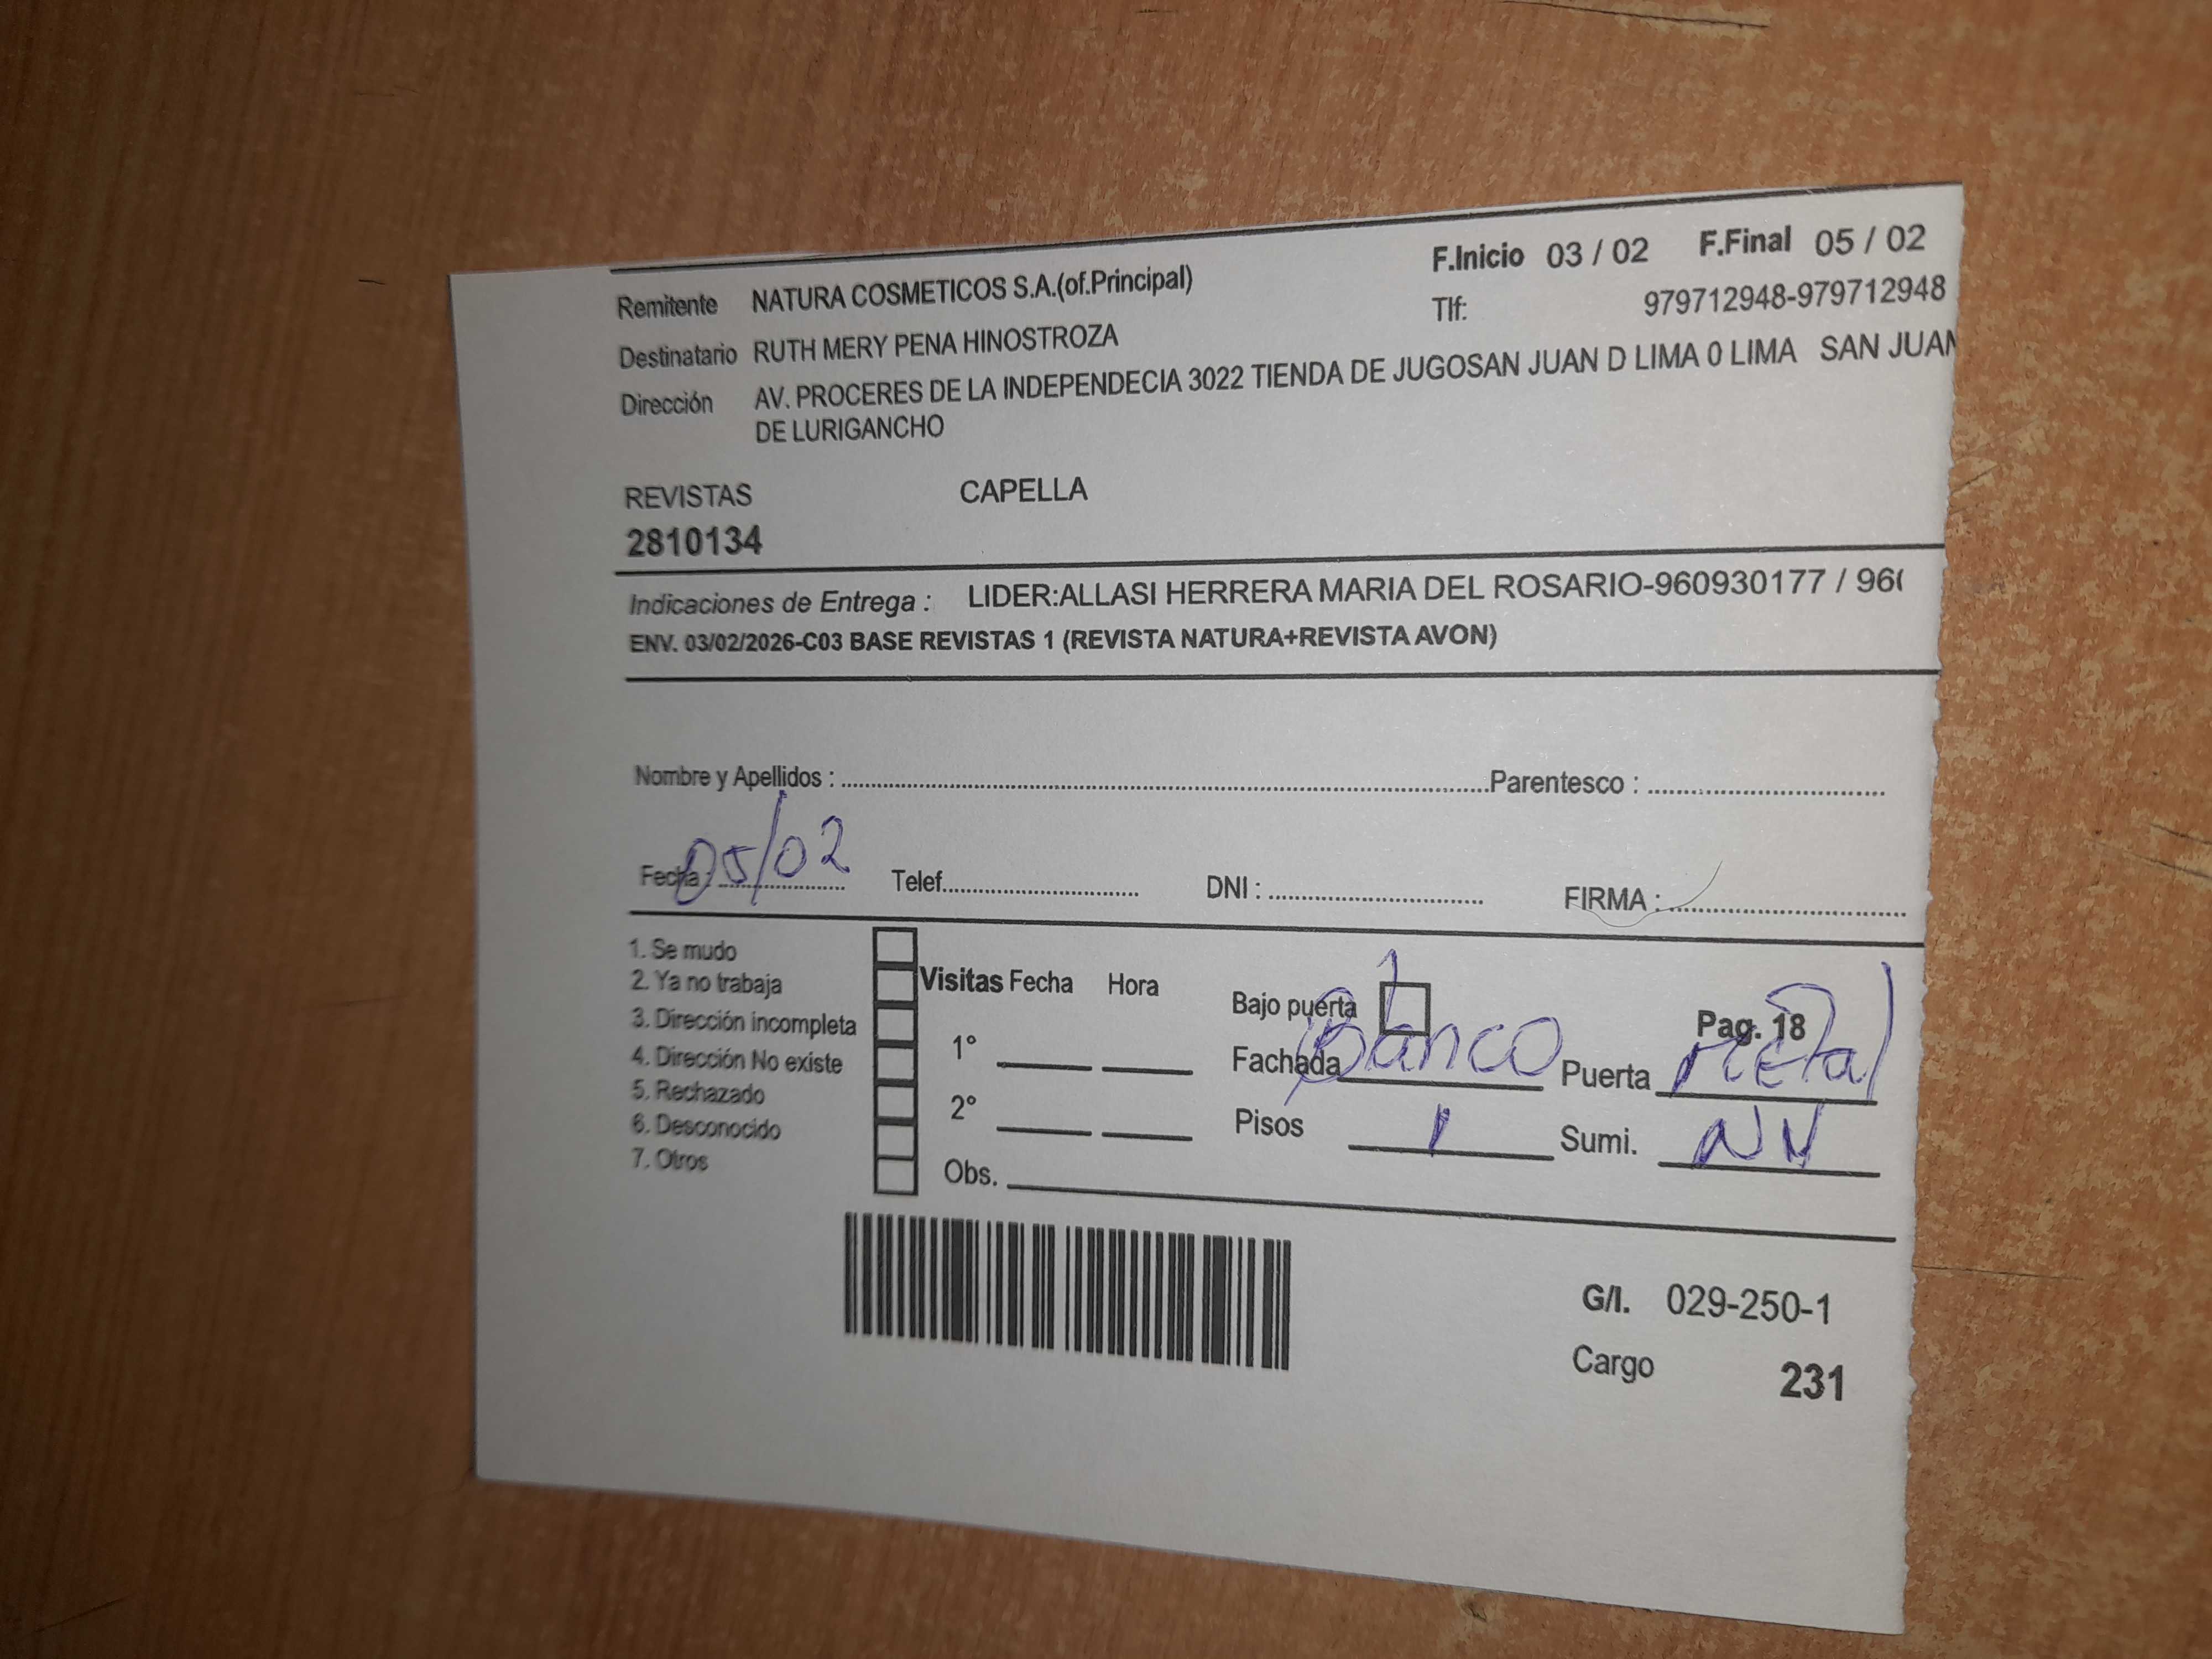 F.Inicio 03 / 02 F.Final 05 / 02
Remitente NATURA COSMETICOS S.A.(of.Principal) Tlf: 979712948-979712948
Destinatario RUTH MERY PENA HINOSTROZA
Dirección AV. PROCERES DE LA INDEPENDECIA 3022 TIENDA DE JUGOSAN JUAN D LIMA 0 LIMA SAN JUAN
DE LURIGANCHO
REVISTAS CAPELLA
2810134
Indicaciones de Entrega : LIDER:ALLASI HERRERA MARIA DEL ROSARIO-960930177 / 96
ENV. 03/02/2026-C03 BASE REVISTAS 1 (REVISTA NATURA+REVISTA AVON)
Nombre y Apellidos : Parentesco :
Fecha : 05/02 Telef. DNI : FIRMA :
1. Se mudo
2. Ya no trabaja
3. Dirección incompleta
4. Dirección No existe
5. Rechazado
6. Desconocido
7. Otros
Visitas Fecha Hora
1°
2°
Obs.
Bajo puerta Pag. 18
Fachada Blanco Puerta Metal
Pisos 1 Sumi. NV
G/I. 029-250-1
Cargo 231